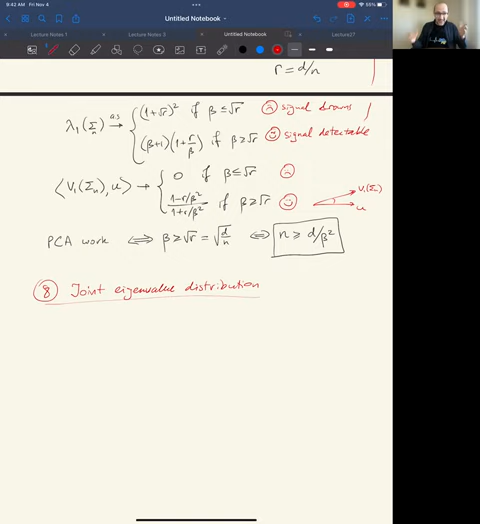 9:42 AM Fri Nov 4
55%
Untitled Notebook
Lecture Notes 1
Lecture Notes 3
Untitled Notebook
Lecture27
r = d/n
λ₁(Σₙ) →a.s. { (1+√r)² if β ≤ √r ☹ signal drowns
(β+1)(1+r/β) if β ≥ √r ☺ signal detectable
⟨v₁(Σₙ), u⟩ → { 0 if β ≤ √r ☹
(1−r/β²)/(1+r/β²) if β ≥ √r ☺ v₁(Σₙ) u
PCA work ⟺ β ≥ √r = √(d/n) ⟺ n ≥ d/β²
8 Joint eigenvalue distribution